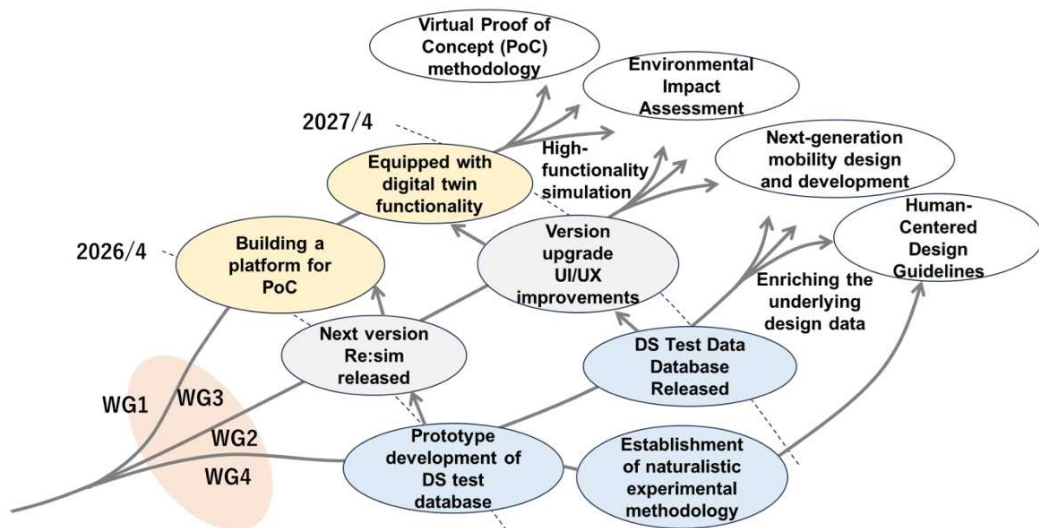 Virtual Proof of
Concept (PoC)
methodology
Environmental
Impact
Assessment
2027/4
Equipped with
digital twin
functionality
High-
functionality
simulation
Next-generation
mobility design
and development
Human-
Centered
Design
Guidelines
2026/4
Building a
platform for
PoC
Version
upgrade
UI/UX
improvements
Enriching the
underlying
design data
Next version
Re:sim
released
DS Test Data
Database
Released
WG1
WG3
WG2
WG4
Prototype
development of
DS test
database
Establishment
of naturalistic
experimental
methodology